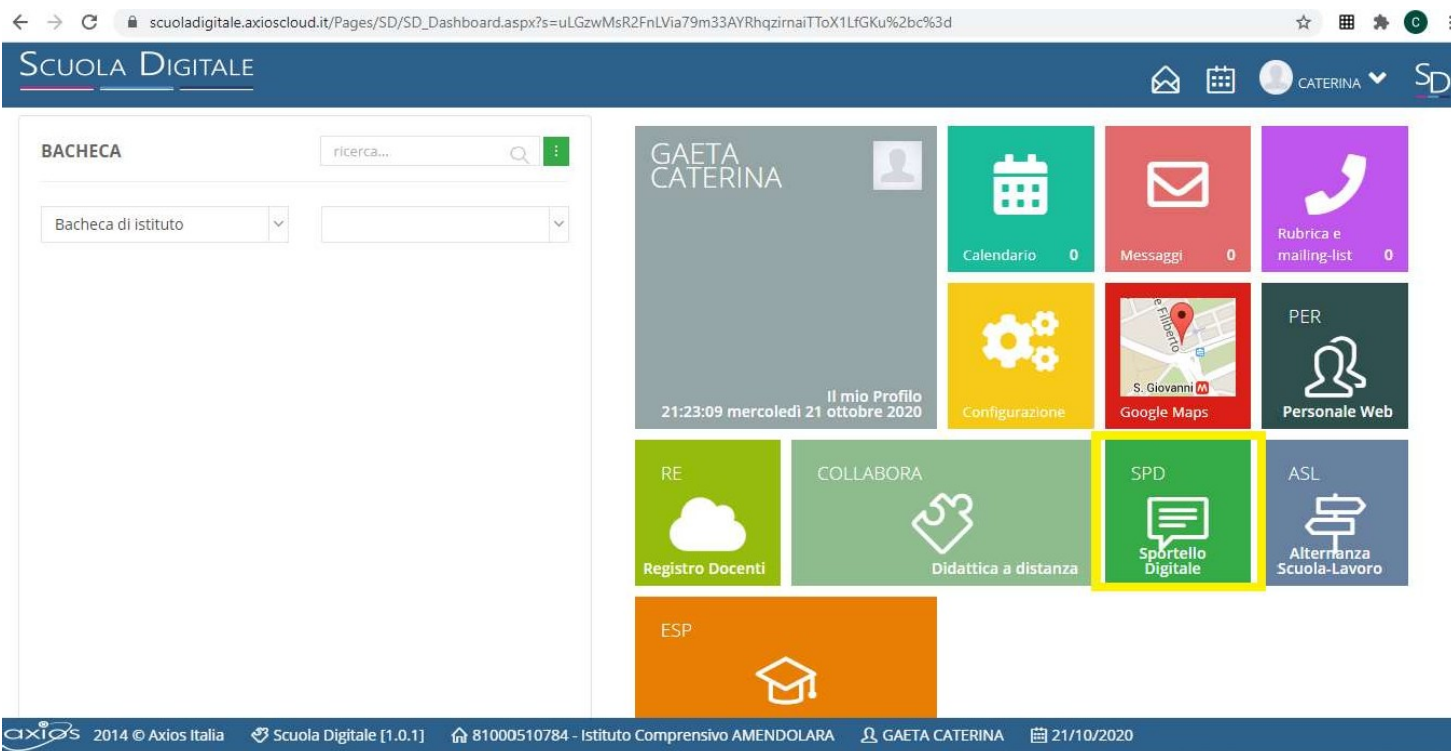 scuoladigitale.axioscloud.it/Pages/SD/SD_Dashboard.aspx?s=uLGzwMsR2FnLVia79m33AYRhqzirnaiTToX1LfGKu%2bc%3d
C
SCUOLA DIGITALE
CATERINA
SD
BACHECA
ricerca...
Bacheca di istituto
GAETA
CATERINA
Il mio Profilo
21:23:09 mercoledì 21 ottobre 2020
Calendario 0
Messaggi 0
Rubrica e
mailing-list 0
Configurazione
e Filiberto
S. Giovanni M
Google Maps
PER
Personale Web
RE
Registro Docenti
COLLABORA
Didattica a distanza
SPD
Sportello
Digitale
ASL
Alternanza
Scuola-Lavoro
ESP
axios 2014 © Axios Italia Scuola Digitale [1.0.1] 81000510784 - Istituto Comprensivo AMENDOLARA GAETA CATERINA 21/10/2020